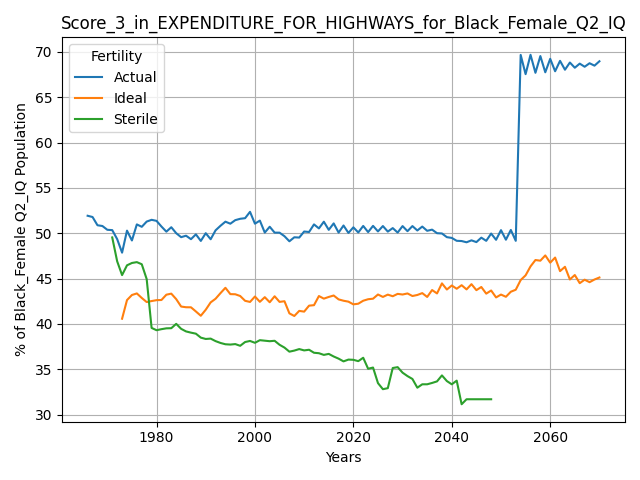 Score_3_in_EXPENDITURE_FOR_HIGHWAYS_for_Black_Female_Q2_IQ
Fertility
Actual
Ideal
Sterile
% of Black_Female Q2_IQ Population
70
65
60
55
50
45
40
35
30
1980
2000
2020
2040
2060
Years